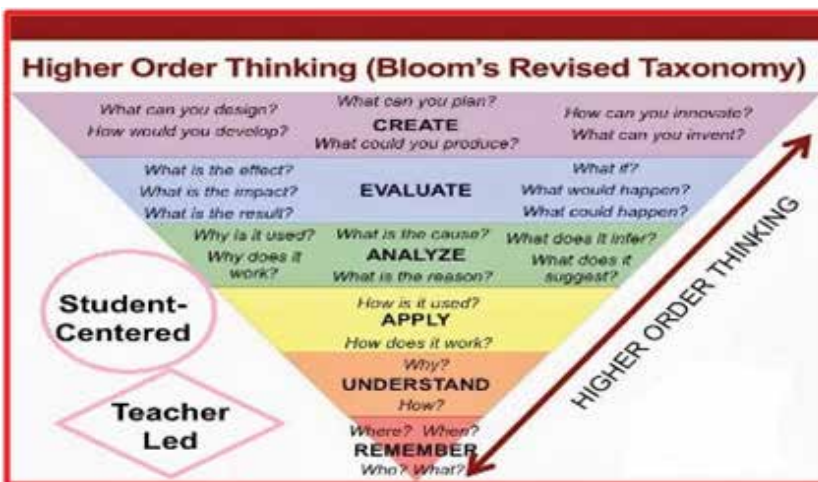 Higher Order Thinking (Bloom's Revised Taxonomy)
What can you design?
How would you develop?
What can you plan?
CREATE
What could you produce?
How can you innovate?
What can you invent?
What is the effect?
What is the impact?
What is the result?
EVALUATE
What if?
What would happen?
What could happen?
Why is it used?
Why does it
work?
What is the cause?
ANALYZE
What is the reason?
What does it infer?
What does it
suggest?
How is it used?
APPLY
How does it work?
Why?
UNDERSTAND
How?
Where? When?
REMEMBER
Who? What?
Student-
Centered
Teacher
Led
HIGHER ORDER THINKING